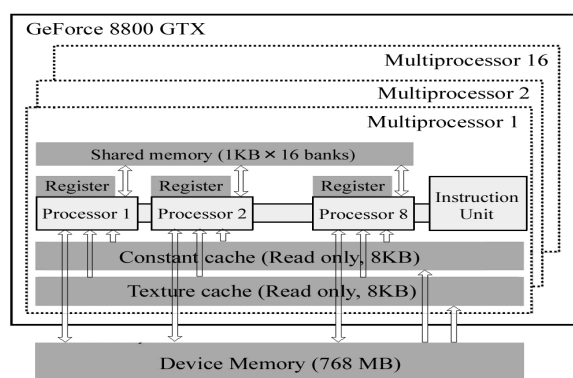 GeForce 8800 GTX
Multiprocessor 16
Multiprocessor 2
Multiprocessor 1
Shared memory (1KB × 16 banks)
Register
Register
Register
Processor 1
Processor 2
Processor 8
Instruction
Unit
Constant cache (Read only, 8KB)
Texture cache (Read only, 8KB)
Device Memory (768 MB)